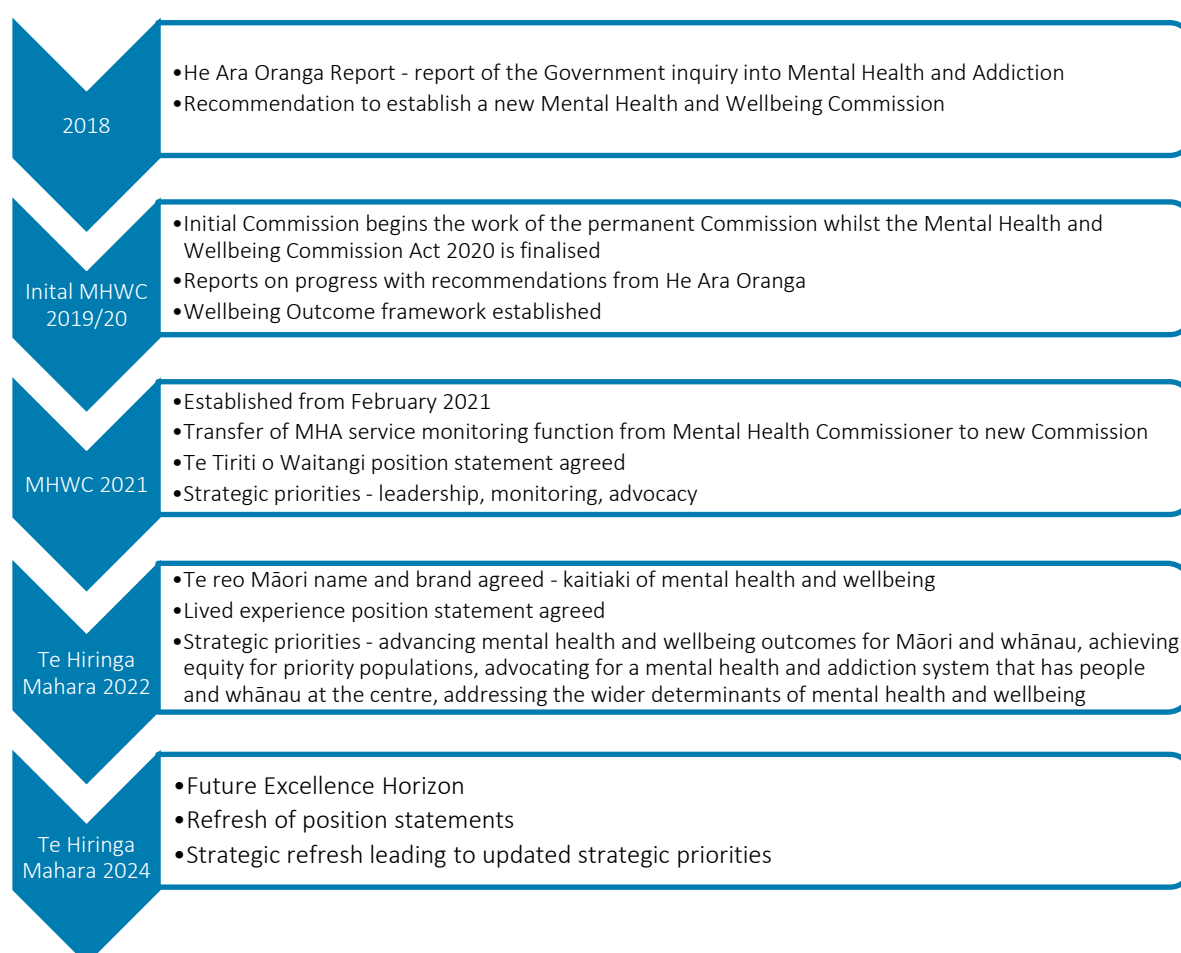 2018
•He Ara Oranga Report - report of the Government inquiry into Mental Health and Addiction
•Recommendation to establish a new Mental Health and Wellbeing Commission
Inital MHWC
2019/20
•Initial Commission begins the work of the permanent Commission whilst the Mental Health and
Wellbeing Commission Act 2020 is finalised
•Reports on progress with recommendations from He Ara Oranga
•Wellbeing Outcome framework established
MHWC 2021
•Established from February 2021
•Transfer of MHA service monitoring function from Mental Health Commissioner to new Commission
•Te Tiriti o Waitangi position statement agreed
•Strategic priorities - leadership, monitoring, advocacy
Te Hiringa
Mahara 2022
•Te reo Māori name and brand agreed - kaitiaki of mental health and wellbeing
•Lived experience position statement agreed
•Strategic priorities - advancing mental health and wellbeing outcomes for Māori and whānau, achieving
equity for priority populations, advocating for a mental health and addiction system that has people
and whānau at the centre, addressing the wider determinants of mental health and wellbeing
Te Hiringa
Mahara 2024
•Future Excellence Horizon
•Refresh of position statements
•Strategic refresh leading to updated strategic priorities